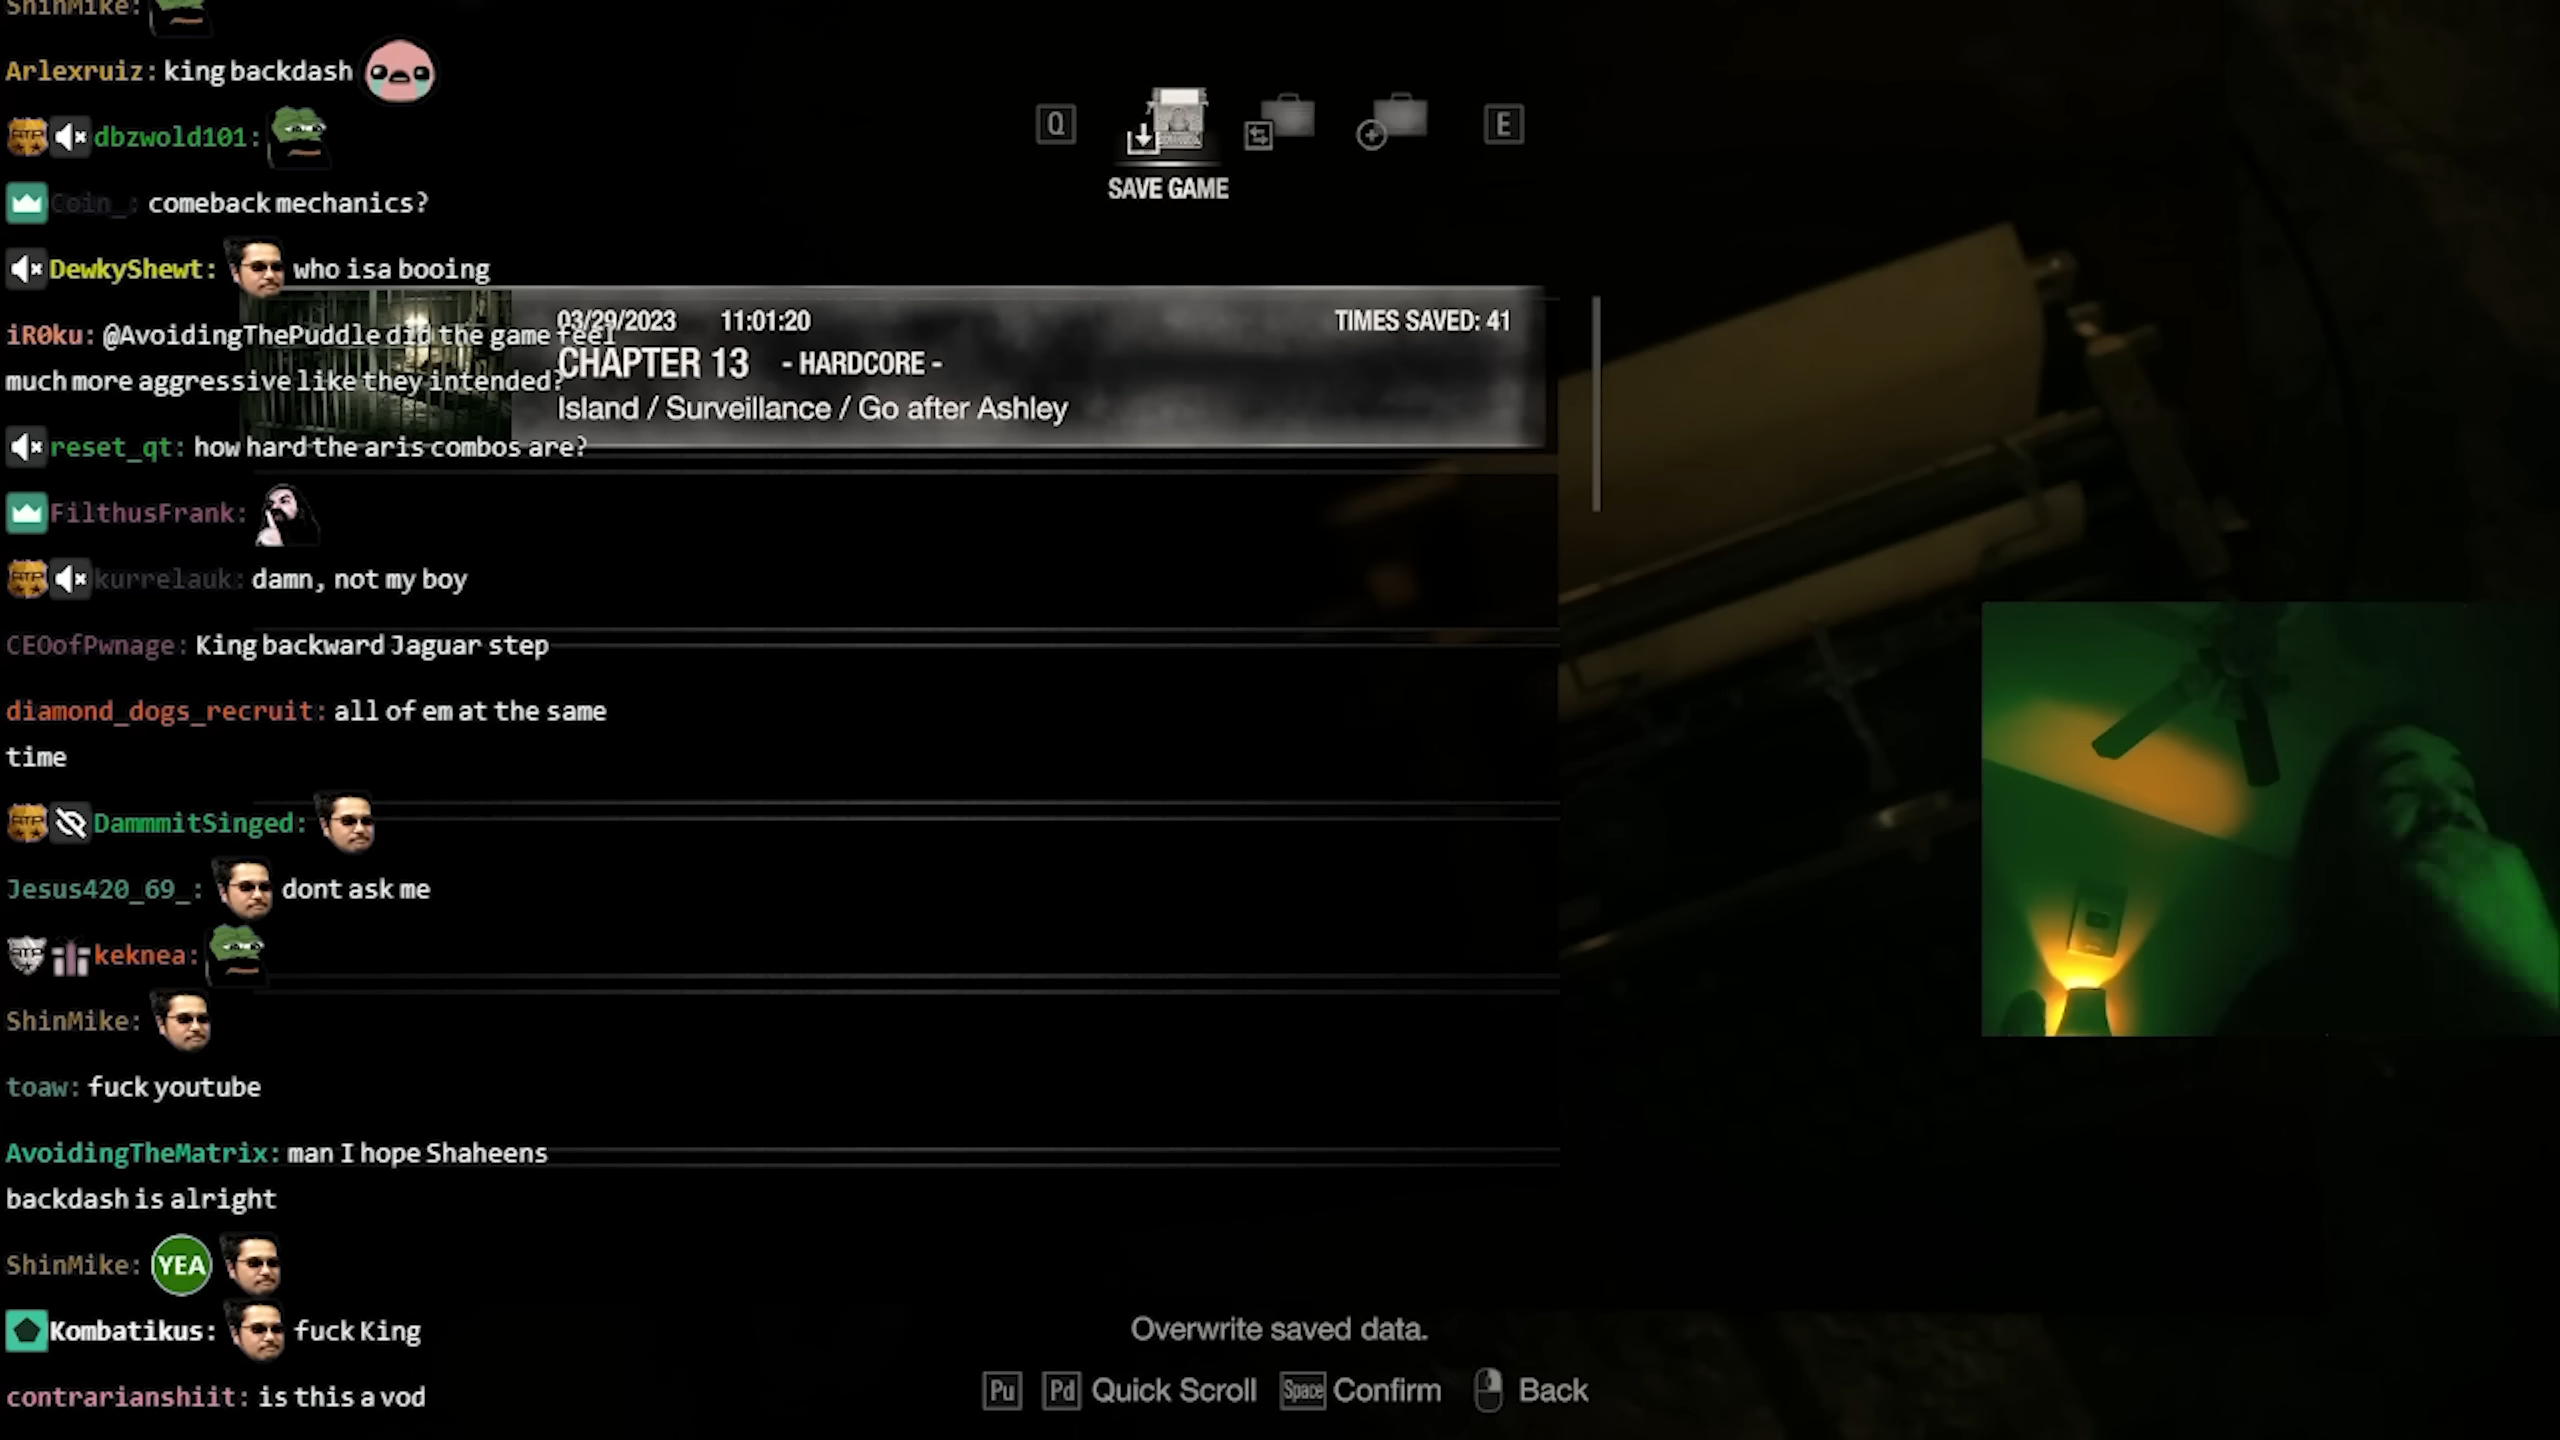 ShinMike:
Arlexruiz: king backdash
dbzwold101:
Coin_: comeback mechanics?
DewkyShewt: who isa booing
iR0ku: @AvoidingThePuddle did the game feel
much more aggressive like they intended?
reset_qt: how hard the aris combos are?
FilthusFrank:
kurrelauk: damn, not my boy
CEOofPwnage: King backward Jaguar step
diamond_dogs_recruit: all of em at the same
time
DammmitSinged:
Jesus420_69_: dont ask me
keknea:
ShinMike:
toaw: fuck youtube
AvoidingTheMatrix: man I hope Shaheens
backdash is alright
ShinMike: YEA
Kombatikus: fuck King
contrarianshiit: is this a vod
Q
E
SAVE GAME
03/29/2023 11:01:20 TIMES SAVED: 41
CHAPTER 13 - HARDCORE -
Island / Surveillance / Go after Ashley
Overwrite saved data.
Pu Pd Quick Scroll Space Confirm Back